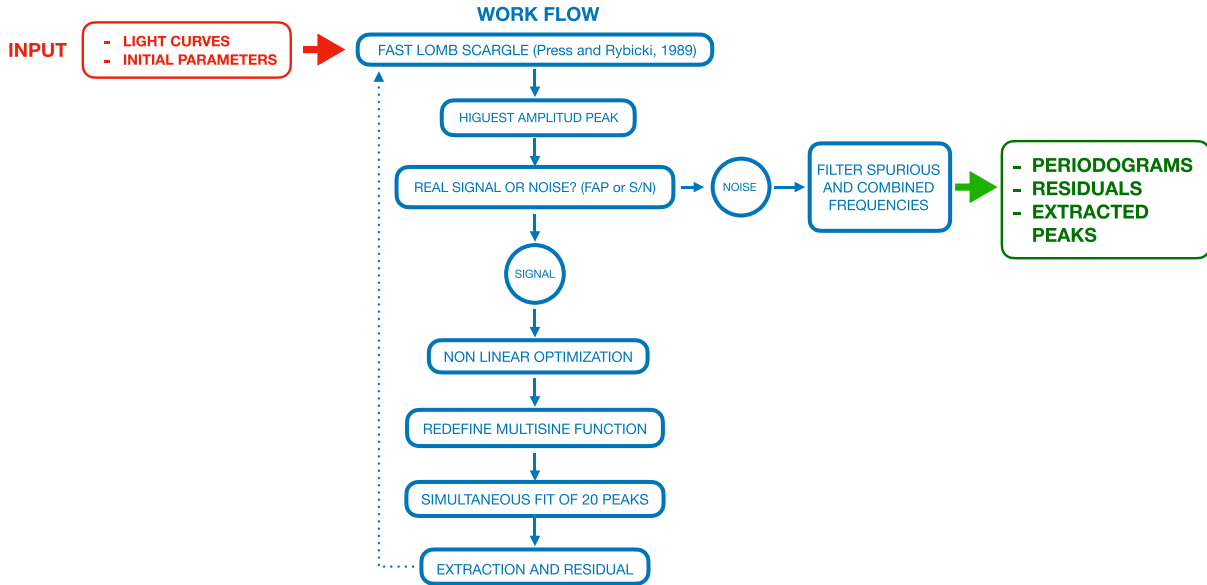 WORK FLOW
INPUT
- LIGHT CURVES
- INITIAL PARAMETERS
FAST LOMB SCARGLE (Press and Rybicki, 1989)
HIGUEST AMPLITUD PEAK
REAL SIGNAL OR NOISE? (FAP or S/N)
NOISE
FILTER SPURIOUS
AND COMBINED
FREQUENCIES
- PERIODOGRAMS
- RESIDUALS
- EXTRACTED
PEAKS
SIGNAL
NON LINEAR OPTIMIZATION
REDEFINE MULTISINE FUNCTION
SIMULTANEOUS FIT OF 20 PEAKS
EXTRACTION AND RESIDUAL